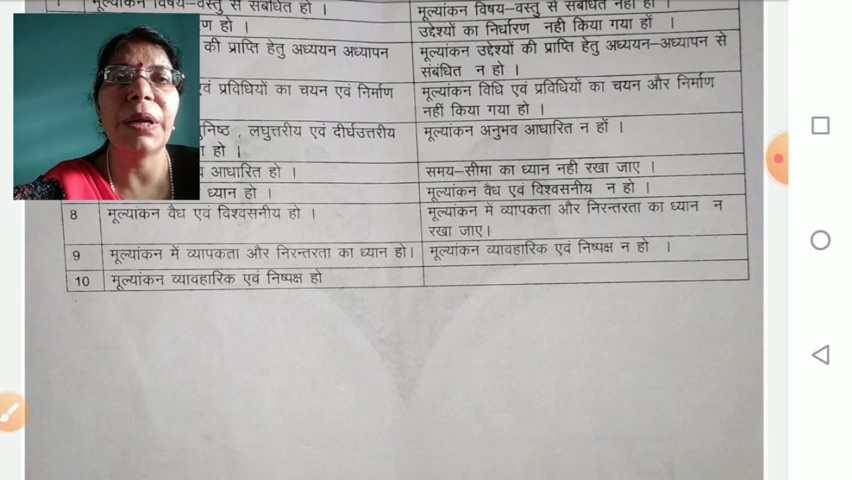 1 मूल्यांकन विषय–वस्तु से संबंधित हो । मूल्यांकन विषय–वस्तु से संबंधित नहीं हो ।
ण हो । उद्देश्यों का निर्धारण नही किया गया हों ।
की प्राप्ति हेतु अध्ययन अध्यापन मूल्यांकन उद्देश्यों की प्राप्ति हेतु अध्ययन–अध्यापन से
संबंधित न हो ।
वं प्रविधियों का चयन एवं निर्माण मूल्यांकन विधि एवं प्रविधियों का चयन और निर्माण
नहीं किया गया हो ।
निष्ठ , लघुत्तरीय एवं दीर्घउत्तरीय मूल्यांकन अनुभव आधारित न हों ।
हो ।
आधारित हो । समय–सीमा का ध्यान नही रखा जाए ।
ध्यान हो । मूल्यांकन वैध एवं विश्वसनीय न हो ।
8 मूल्यांकन वैध एवं विश्वसनीय हो । मूल्यांकन में व्यापकता और निरन्तरता का ध्यान न
रखा जाए।
9 मूल्यांकन में व्यापकता और निरन्तरता का ध्यान हो। मूल्यांकन व्यावहारिक एवं निष्पक्ष न हो ।
10 मूल्यांकन व्यावहारिक एवं निष्पक्ष हो